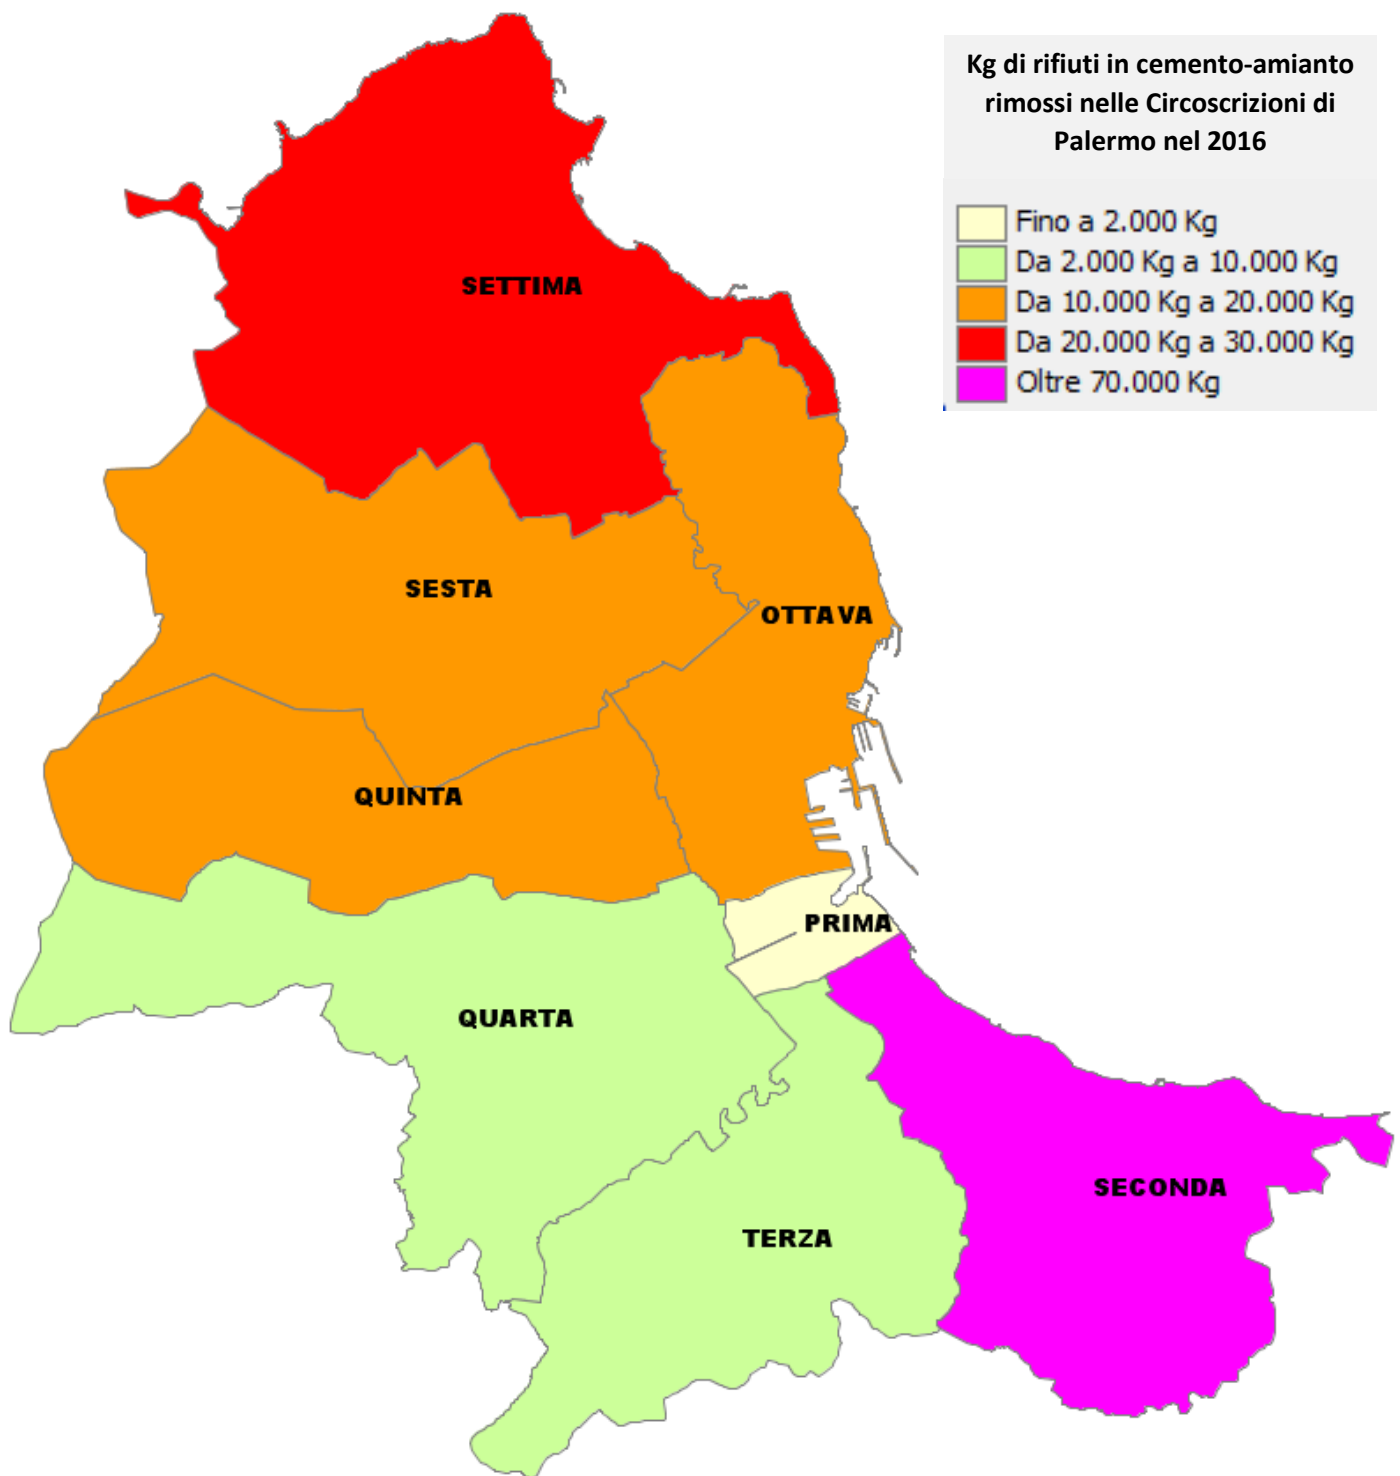 Kg di rifiuti in cemento-amianto
rimossi nelle Circoscrizioni di
Palermo nel 2016
Fino a 2.000 Kg
Da 2.000 Kg a 10.000 Kg
Da 10.000 Kg a 20.000 Kg
Da 20.000 Kg a 30.000 Kg
Oltre 70.000 Kg
SETTIMA
SESTA
OTTAVA
QUINTA
PRIMA
QUARTA
SECONDA
TERZA